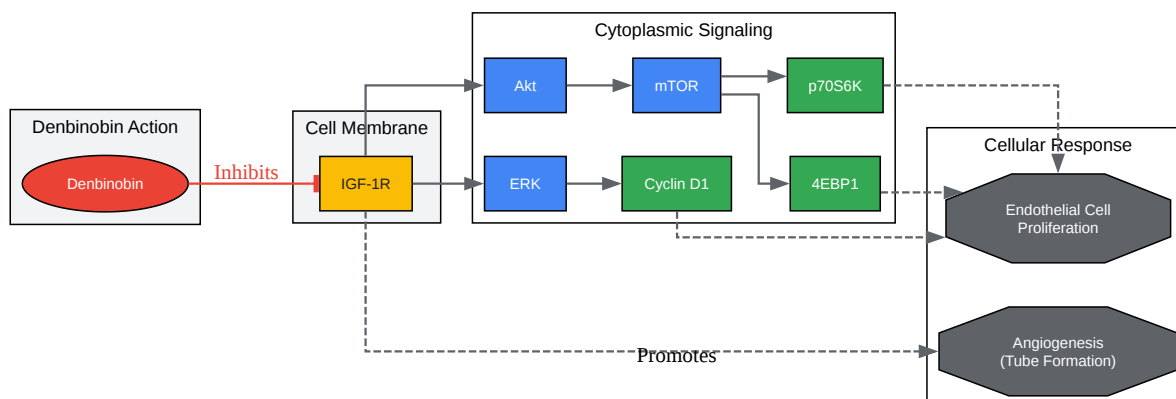 Cytoplasmic Signaling
Akt
mTOR
p70S6K
Denbinobin Action
Cell Membrane
Cellular Response
Denbinobin
Inhibits
IGF-1R
ERK
Cyclin D1
4EBP1
Endothelial Cell
Proliferation
Promotes
Angiogenesis
(Tube Formation)